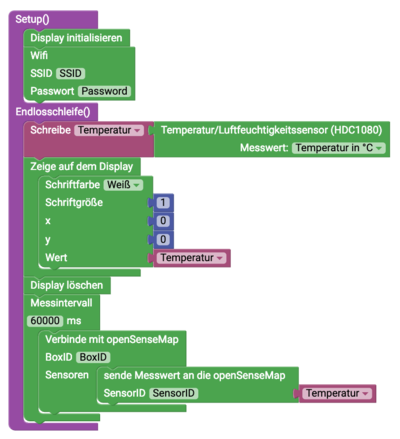 Setup()
Display initialisieren
Wifi
SSID SSID
Passwort Password
Endlosschleife()
Schreibe Temperatur Temperatur/Luftfeuchtigkeitssensor (HDC1080)
Messwert: Temperatur in °C
Zeige auf dem Display
Schriftfarbe Weiß
Schriftgröße 1
x 0
y 0
Wert Temperatur
Display löschen
Messintervall
60000 ms
Verbinde mit openSenseMap
BoxID BoxID
Sensoren sende Messwert an die openSenseMap
SensorID SensorID Temperatur